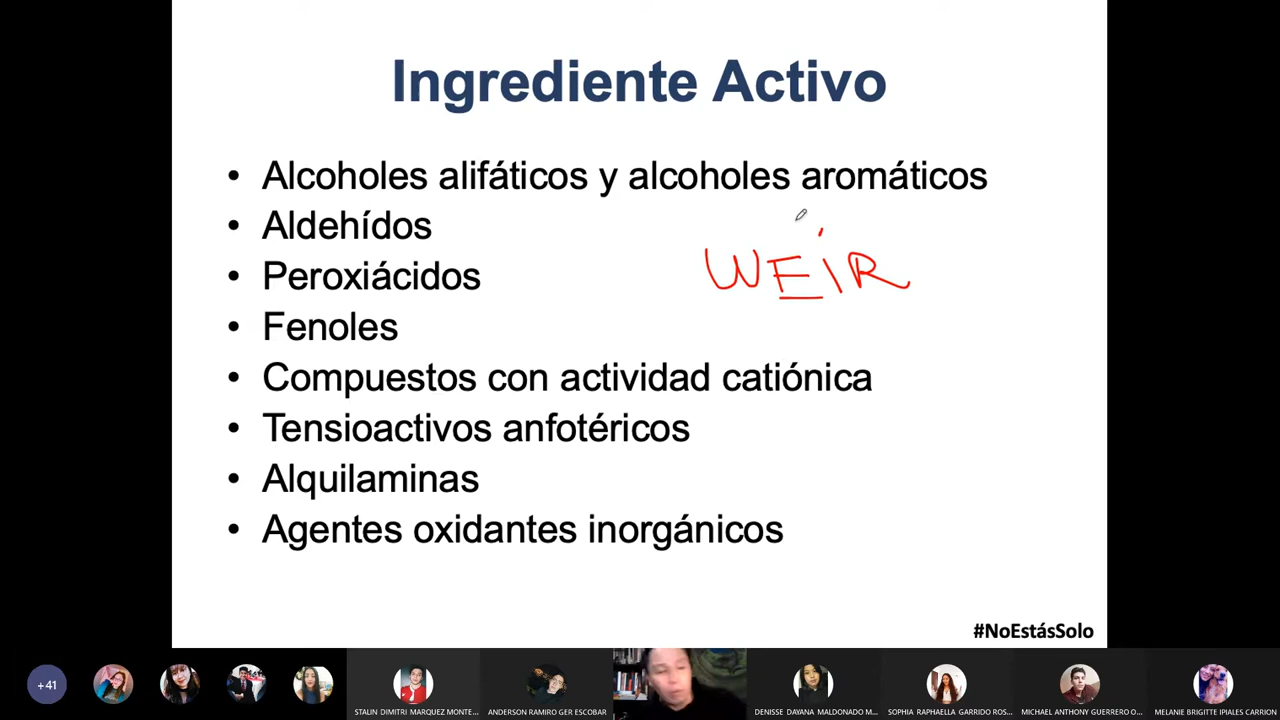 Ingrediente Activo
• Alcoholes alifáticos y alcoholes aromáticos
• Aldehídos
• Peroxiácidos
• Fenoles
• Compuestos con actividad catiónica
• Tensioactivos anfotéricos
• Alquilaminas
• Agentes oxidantes inorgánicos
WEIR
#NoEstásSolo
+41
STALIN DIMITRI MARQUEZ MONTE...
ANDERSON RAMIRO GER ESCOBAR
DENISSE DAYANA MALDONADO M...
SOPHIA RAPHAELLA GARRIDO ROS...
MICHAEL ANTHONY GUERRERO O...
MELANIE BRIGITTE IPIALES CARRION